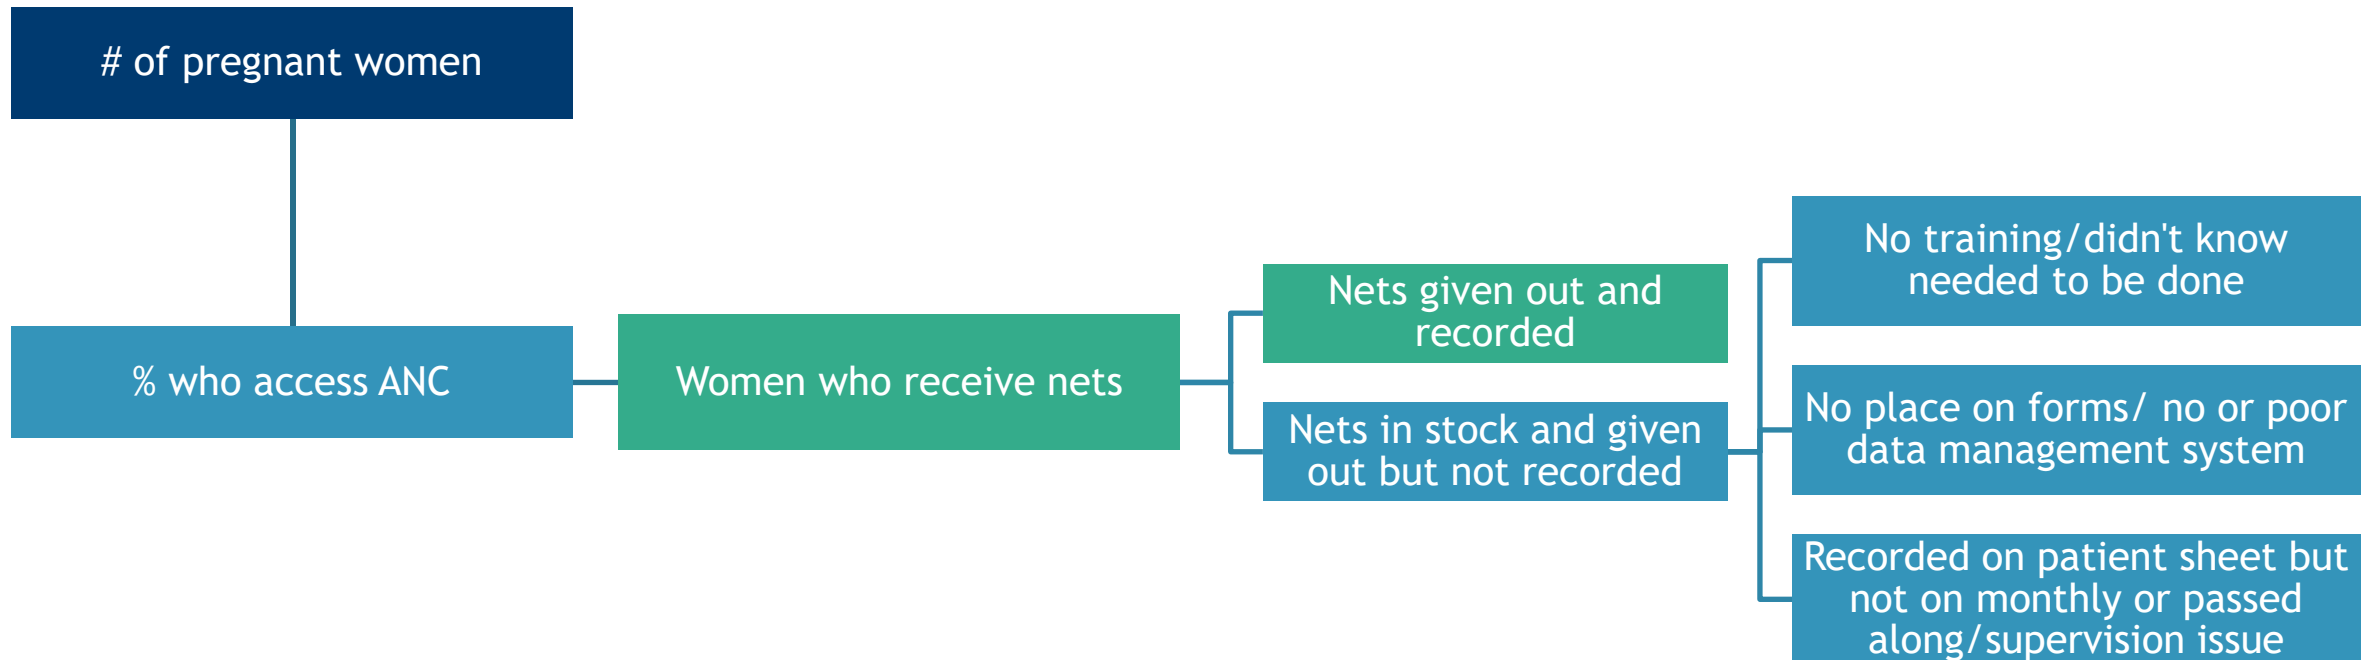 # of pregnant women
% who access ANC
Women who receive nets
Nets given out and
recorded
Nets in stock and given
out but not recorded
No training/didn't know
needed to be done
No place on forms/ no or poor
data management system
Recorded on patient sheet but
not on monthly or passed
along/supervision issue